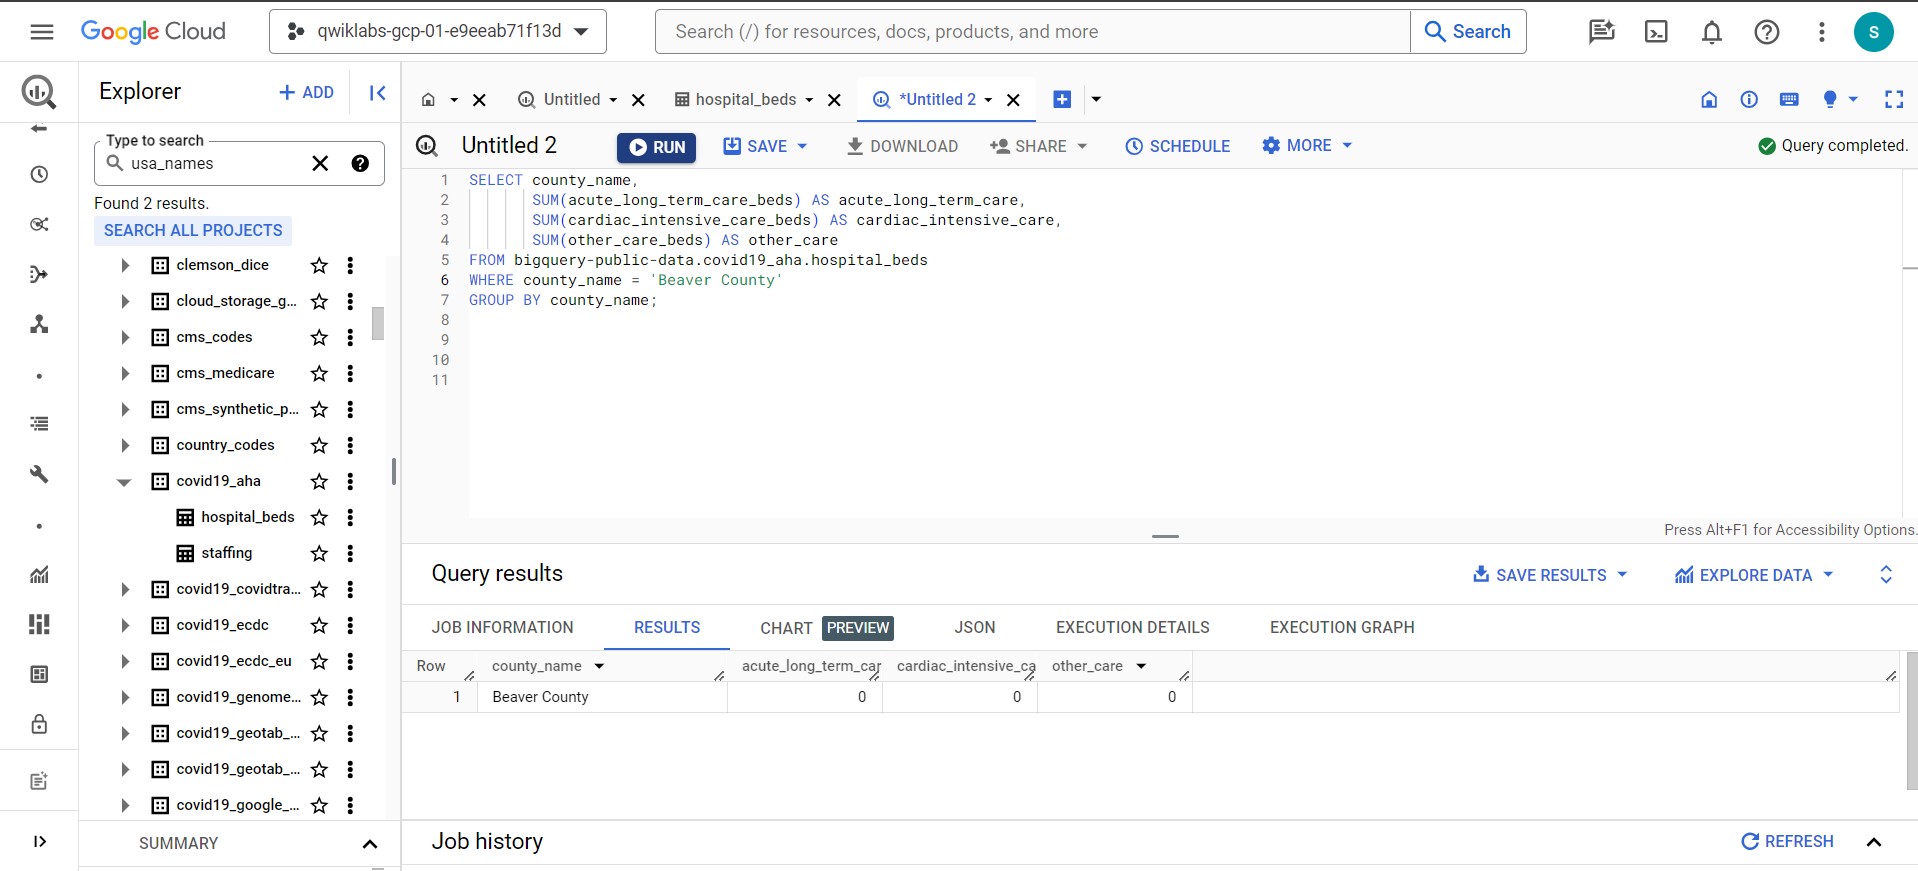 Google Cloud
qwiklabs-gcp-01-e9eeab71f13d
Search (/) for resources, docs, products, and more
Search
S
Explorer
+ ADD
Type to search
usa_names
Found 2 results.
SEARCH ALL PROJECTS
clemson_dice
cloud_storage_g...
cms_codes
cms_medicare
cms_synthetic_p...
country_codes
covid19_aha
hospital_beds
staffing
covid19_covidtra...
covid19_ecdc
covid19_ecdc_eu
covid19_genome...
covid19_geotab_...
covid19_geotab_...
covid19_google_...
SUMMARY
Untitled
hospital_beds
*Untitled 2
Untitled 2
RUN
SAVE
DOWNLOAD
SHARE
SCHEDULE
MORE
Query completed.
1 SELECT county_name,
2 SUM(acute_long_term_care_beds) AS acute_long_term_care,
3 SUM(cardiac_intensive_care_beds) AS cardiac_intensive_care,
4 SUM(other_care_beds) AS other_care
5 FROM bigquery-public-data.covid19_aha.hospital_beds
6 WHERE county_name = 'Beaver County'
7 GROUP BY county_name;
8
9
10
11
Press Alt+F1 for Accessibility Options.
Query results
SAVE RESULTS
EXPLORE DATA
JOB INFORMATION
RESULTS
CHART PREVIEW
JSON
EXECUTION DETAILS
EXECUTION GRAPH
Row county_name acute_long_term_car cardiac_intensive_ca other_care
1 Beaver County 0 0 0
Job history
REFRESH